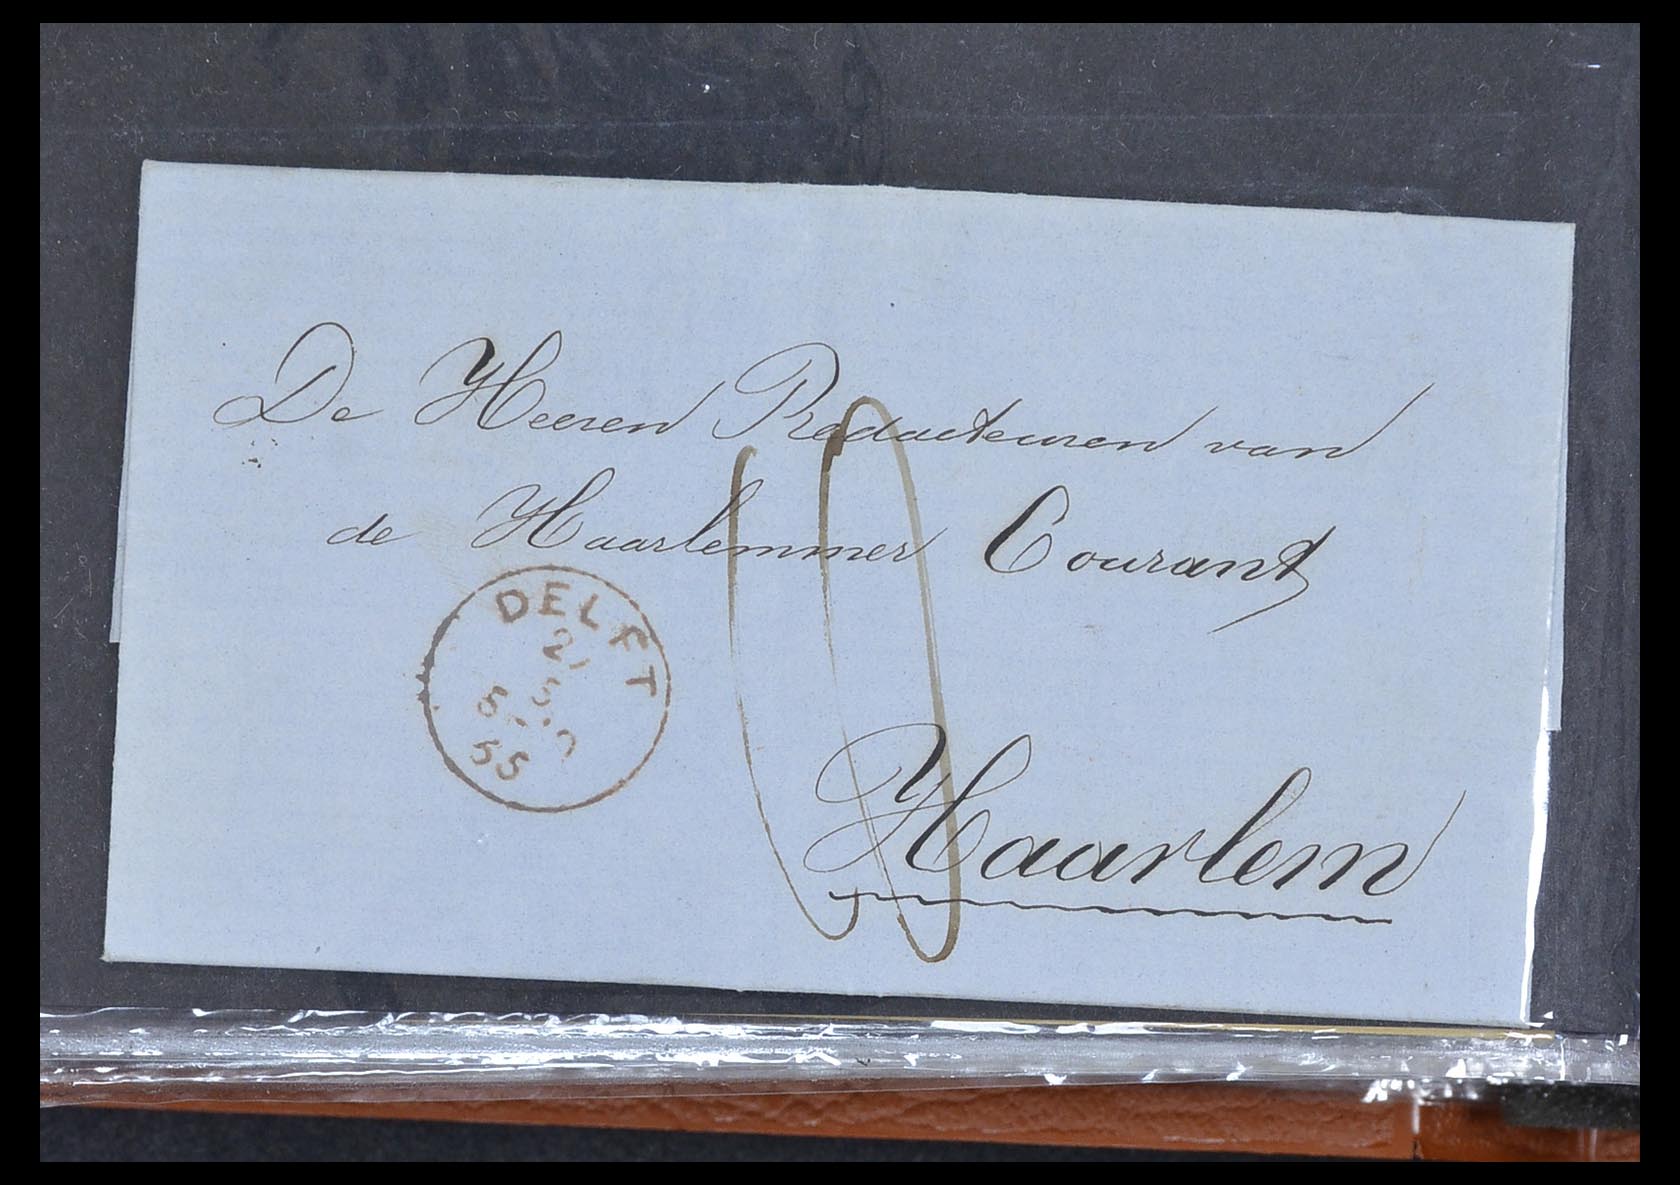 De Heeren Redacteuren van
de Haarlemmer Courant
DELFT
55
Haarlem